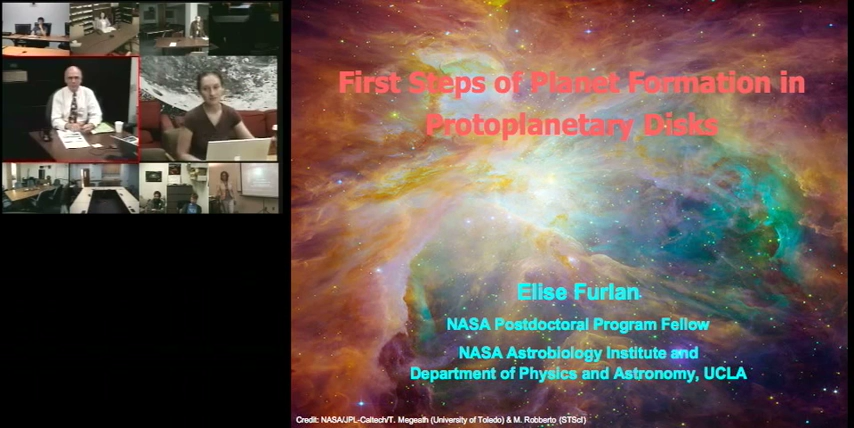 First Steps of Planet Formation in
Protoplanetary Disks
Elise Furlan
NASA Postdoctoral Program Fellow
NASA Astrobiology Institute and
Department of Physics and Astronomy, UCLA
Credit: NASA/JPL-Caltech/T. Megeath (University of Toledo) & M. Robberto (STScI)